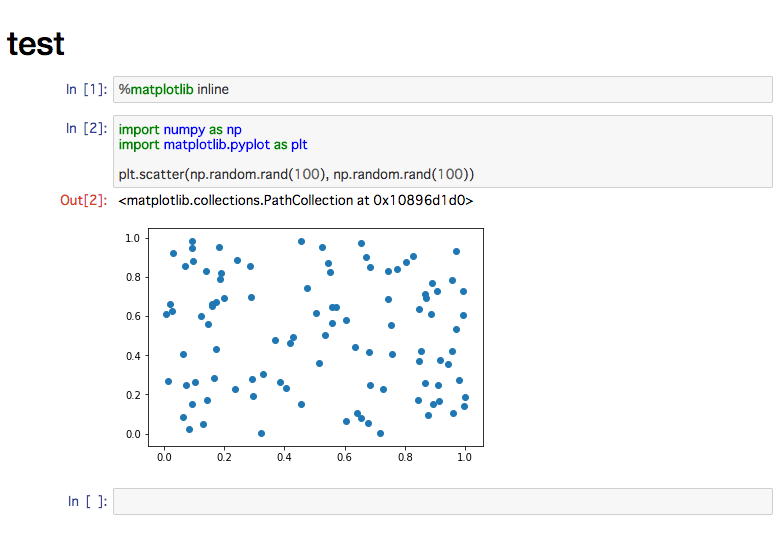 test
In [1]: %matplotlib inline
In [2]: import numpy as np
import matplotlib.pyplot as plt
plt.scatter(np.random.rand(100), np.random.rand(100))
Out[2]: <matplotlib.collections.PathCollection at 0x10896d1d0>
1.0
0.8
0.6
0.4
0.2
0.0
0.0 0.2 0.4 0.6 0.8 1.0
In [ ]: